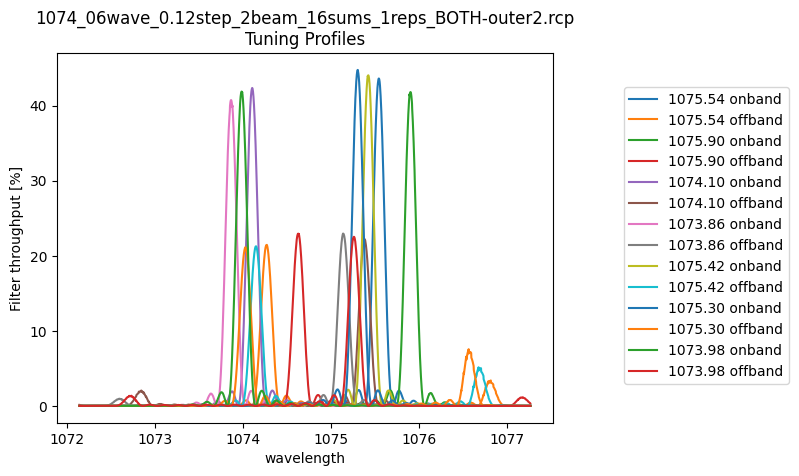 1074_06wave_0.12step_2beam_16sums_1reps_BOTH-outer2.rcp
Tuning Profiles
Filter throughput [%]
40
30
20
10
0
1072 1073 1074 1075 1076 1077
wavelength
1075.54 onband
1075.54 offband
1075.90 onband
1075.90 offband
1074.10 onband
1074.10 offband
1073.86 onband
1073.86 offband
1075.42 onband
1075.42 offband
1075.30 onband
1075.30 offband
1073.98 onband
1073.98 offband